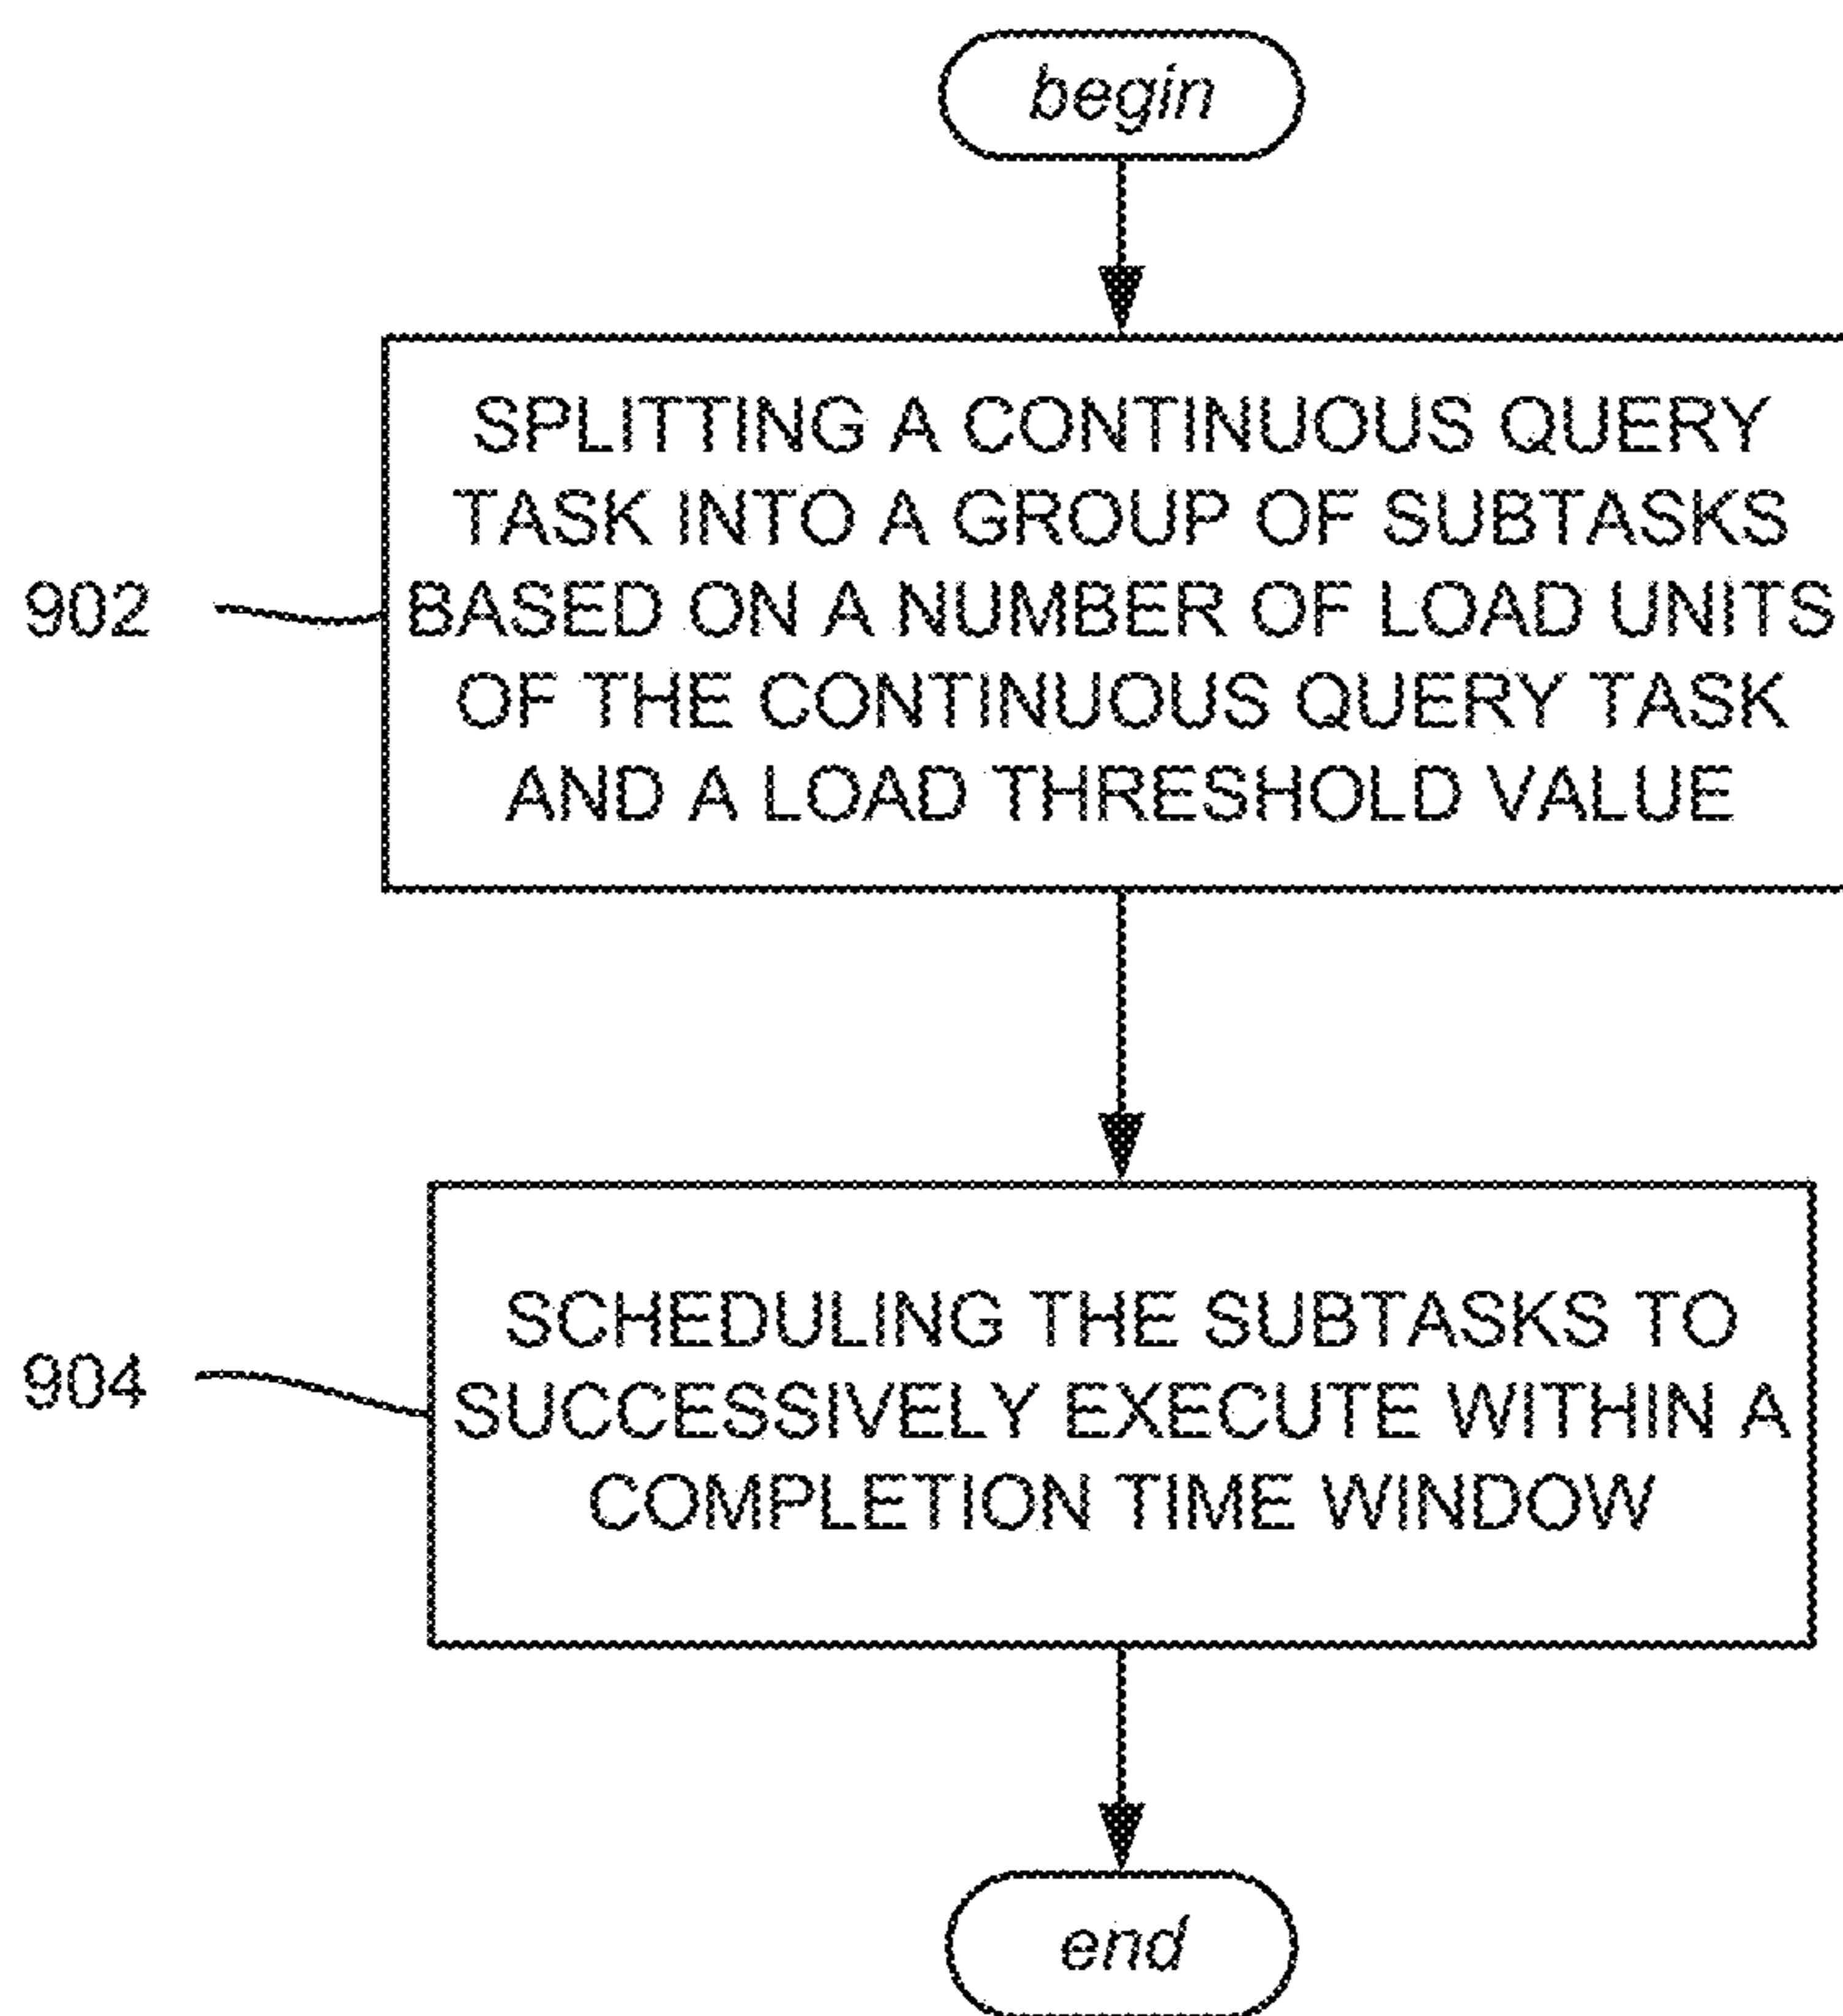 begin
SPLITTING A CONTINUOUS QUERY
TASK INTO A GROUP OF SUBTASKS
902
BASED ON A NUMBER OF LOAD UNITS
OF THE CONTINUOUS QUERY TASK
AND A LOAD THRESHOLD VALUE
SCHEDULING THE SUBTASKS TO
904
SUCCESSIVELY EXECUTE WITHIN A
COMPLETION TIME WINDOW
end